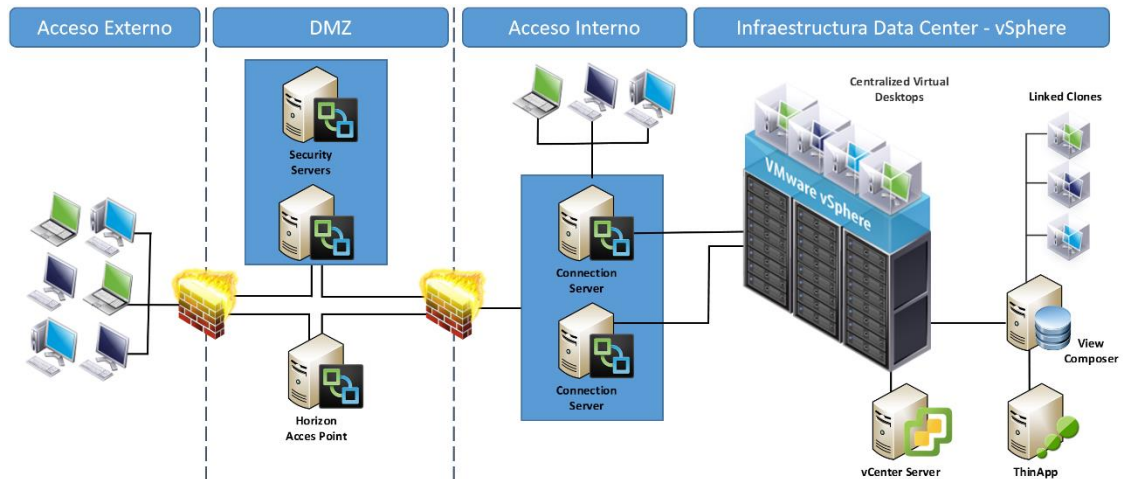 Acceso Externo
DMZ
Acceso Interno
Infraestructura Data Center - vSphere
Security
Servers
Horizon
Acces Point
Connection
Server
Connection
Server
Centralized Virtual
Desktops
VMware vSphere
Linked Clones
View
Composer
vCenter Server
ThinApp